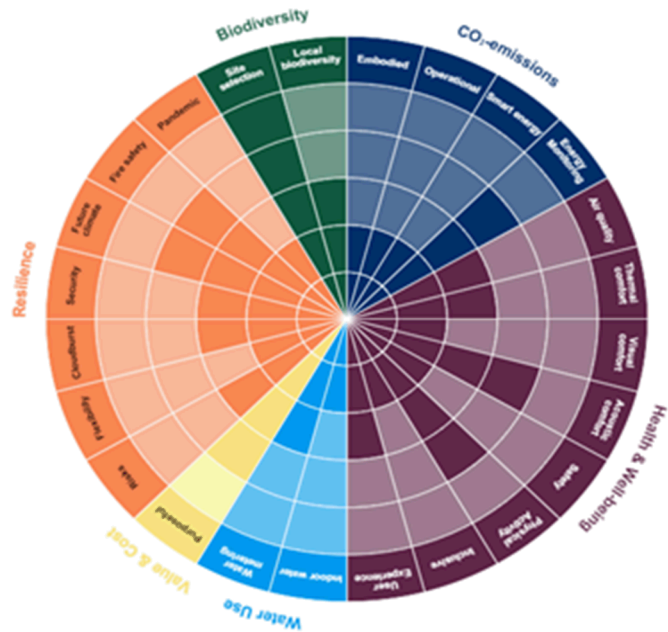 Biodiversity
CO₂-emissions
Site
selection
Local
biodiversity
Embodied
Operational
Smart energy
Energy
Monitoring
Air quality
Thermal
comfort
Visual
comfort
Acoustic
comfort
Safety
Physical
Activity
Inclusive
User
Experience
Health & Well-being
Indoor water
Water
metering
Water Use
Purposeful
Value & Cost
Risks
Flexibility
Cloudburst
Security
Future
climate
Fire safety
Pandemic
Resilience